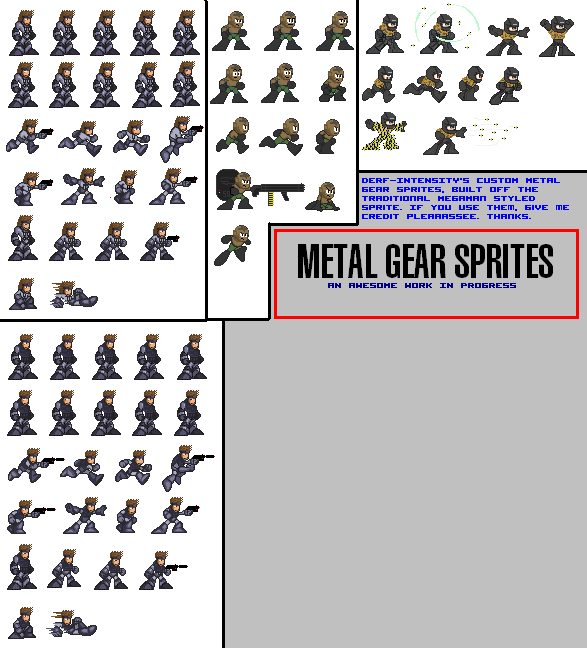 DERF-INTENSITY'S CUSTOM METAL
GEAR SPRITES, BUILT OFF THE
TRADITIONAL MEGAMAN STYLED
SPRITE. IF YOU USE THEM, GIVE ME
CREDIT PLEAAASSEE. THANKS.
METAL GEAR SPRITES
AN AWESOME WORK IN PROGRESS